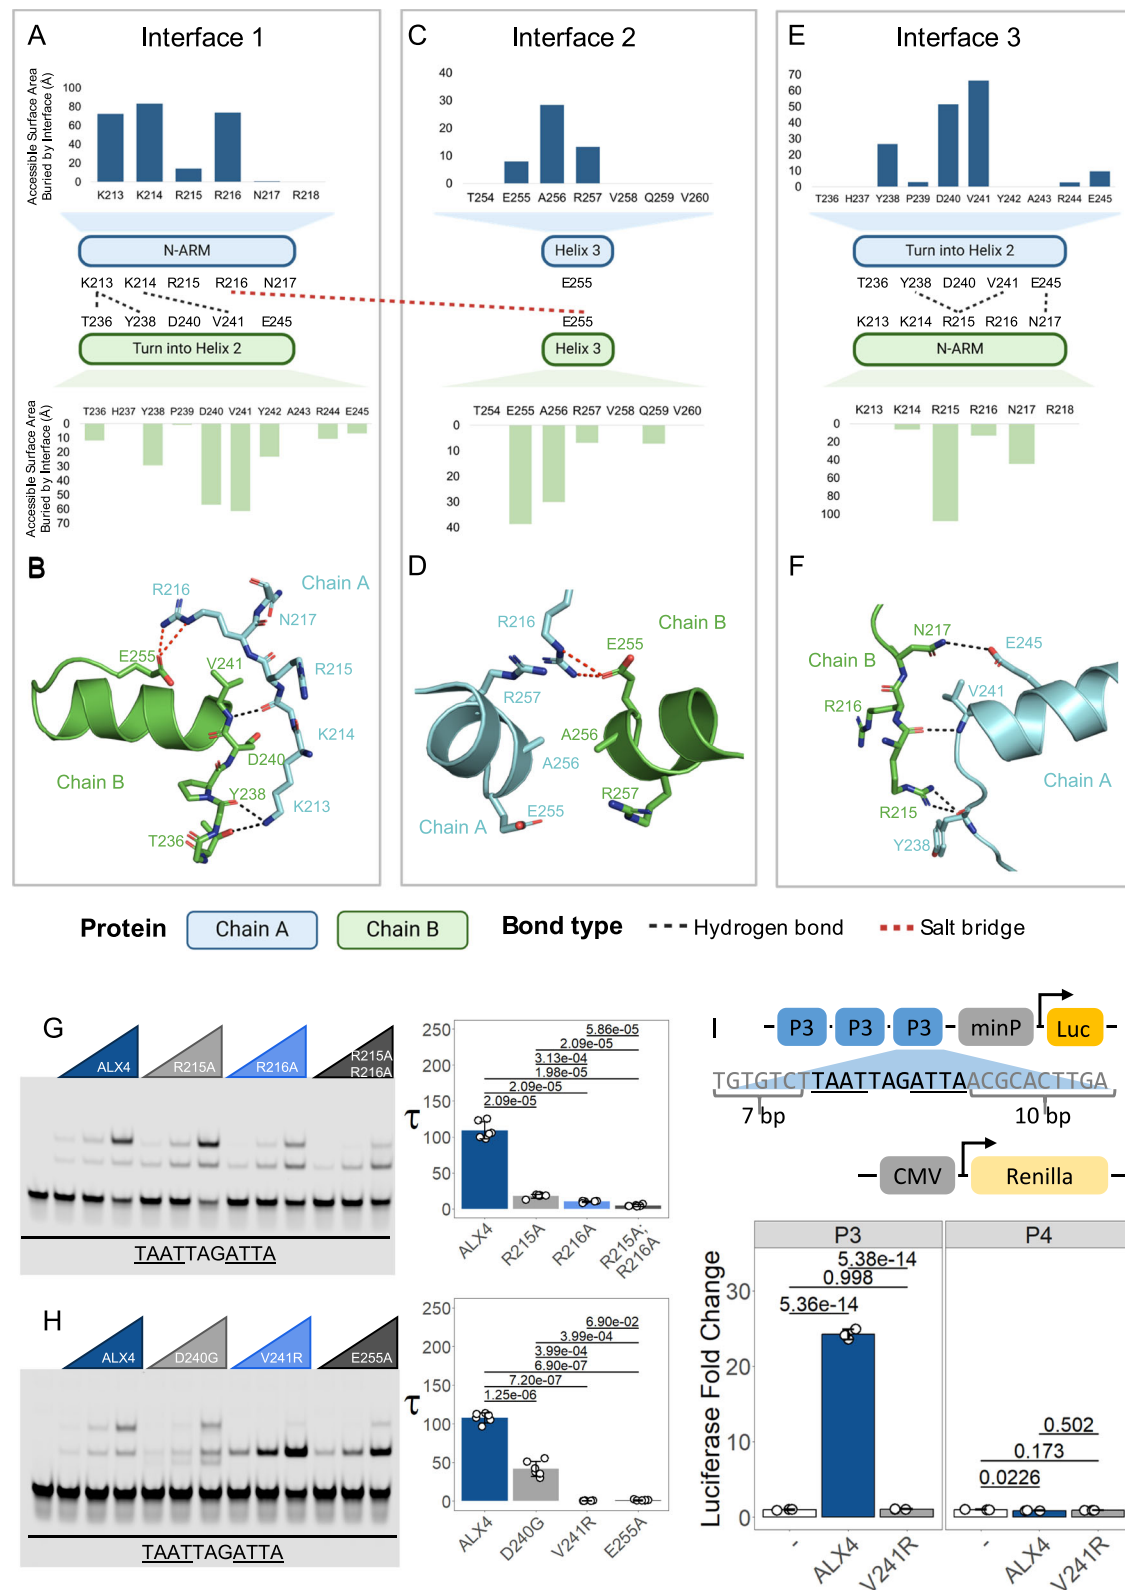 A
Interface 1
Accessible Surface Area
Buried by Interface (Å)
100
80
60
40
20
0
K213 K214 R215 R216 N217 R218
N-ARM
K213 K214 R215 R216 N217
T236 Y238 D240 V241 E245
Turn into Helix 2
T236 H237 Y238 P239 D240 V241 Y242 A243 R244 E245
Accessible Surface Area
Buried by Interface (Å)
0
10
20
30
40
50
60
70
B
R216
Chain A
N217
E255
V241
R215
K214
D240
Chain B
Y238
K213
T236
C
Interface 2
40
30
20
10
0
T254 E255 A256 R257 V258 Q259 V260
Helix 3
E255
E255
Helix 3
T254 E255 A256 R257 V258 Q259 V260
0
10
20
30
40
D
R216
Chain B
E255
R257
A256
A256
R257
E255
Chain A
E
Interface 3
70
60
50
40
30
20
10
0
T236 H237 Y238 P239 D240 V241 Y242 A243 R244 E245
Turn into Helix 2
T236 Y238 D240 V241 E245
K213 K214 R215 R216 N217
N-ARM
K213 K214 R215 R216 N217 R218
0
20
40
60
80
100
F
N217
E245
Chain B
V241
R216
Chain A
R215
Y238
Protein
Chain A
Chain B
Bond type
Hydrogen bond
Salt bridge
G
ALX4
R215A
R216A
R215A
R216A
TAATTAGATTA
τ
250
200
150
100
50
0
5.86e-05
2.09e-05
3.13e-04
1.98e-05
2.09e-05
2.09e-05
ALX4
R215A
R216A
R215A;
R216A
H
ALX4
D240G
V241R
E255A
TAATTAGATTA
τ
250
200
150
100
50
0
6.90e-02
3.99e-04
3.99e-04
6.90e-07
7.20e-07
1.25e-06
ALX4
D240G
V241R
E255A
I
P3
P3
P3
minP
Luc
TGTGTCTTAATTAGATTAACGCACTTGA
7 bp
10 bp
CMV
Renilla
P3
P4
Luciferase Fold Change
30
20
10
0
5.38e-14
0.998
5.36e-14
0.502
0.173
0.0226
-
ALX4
V241R
-
ALX4
V241R